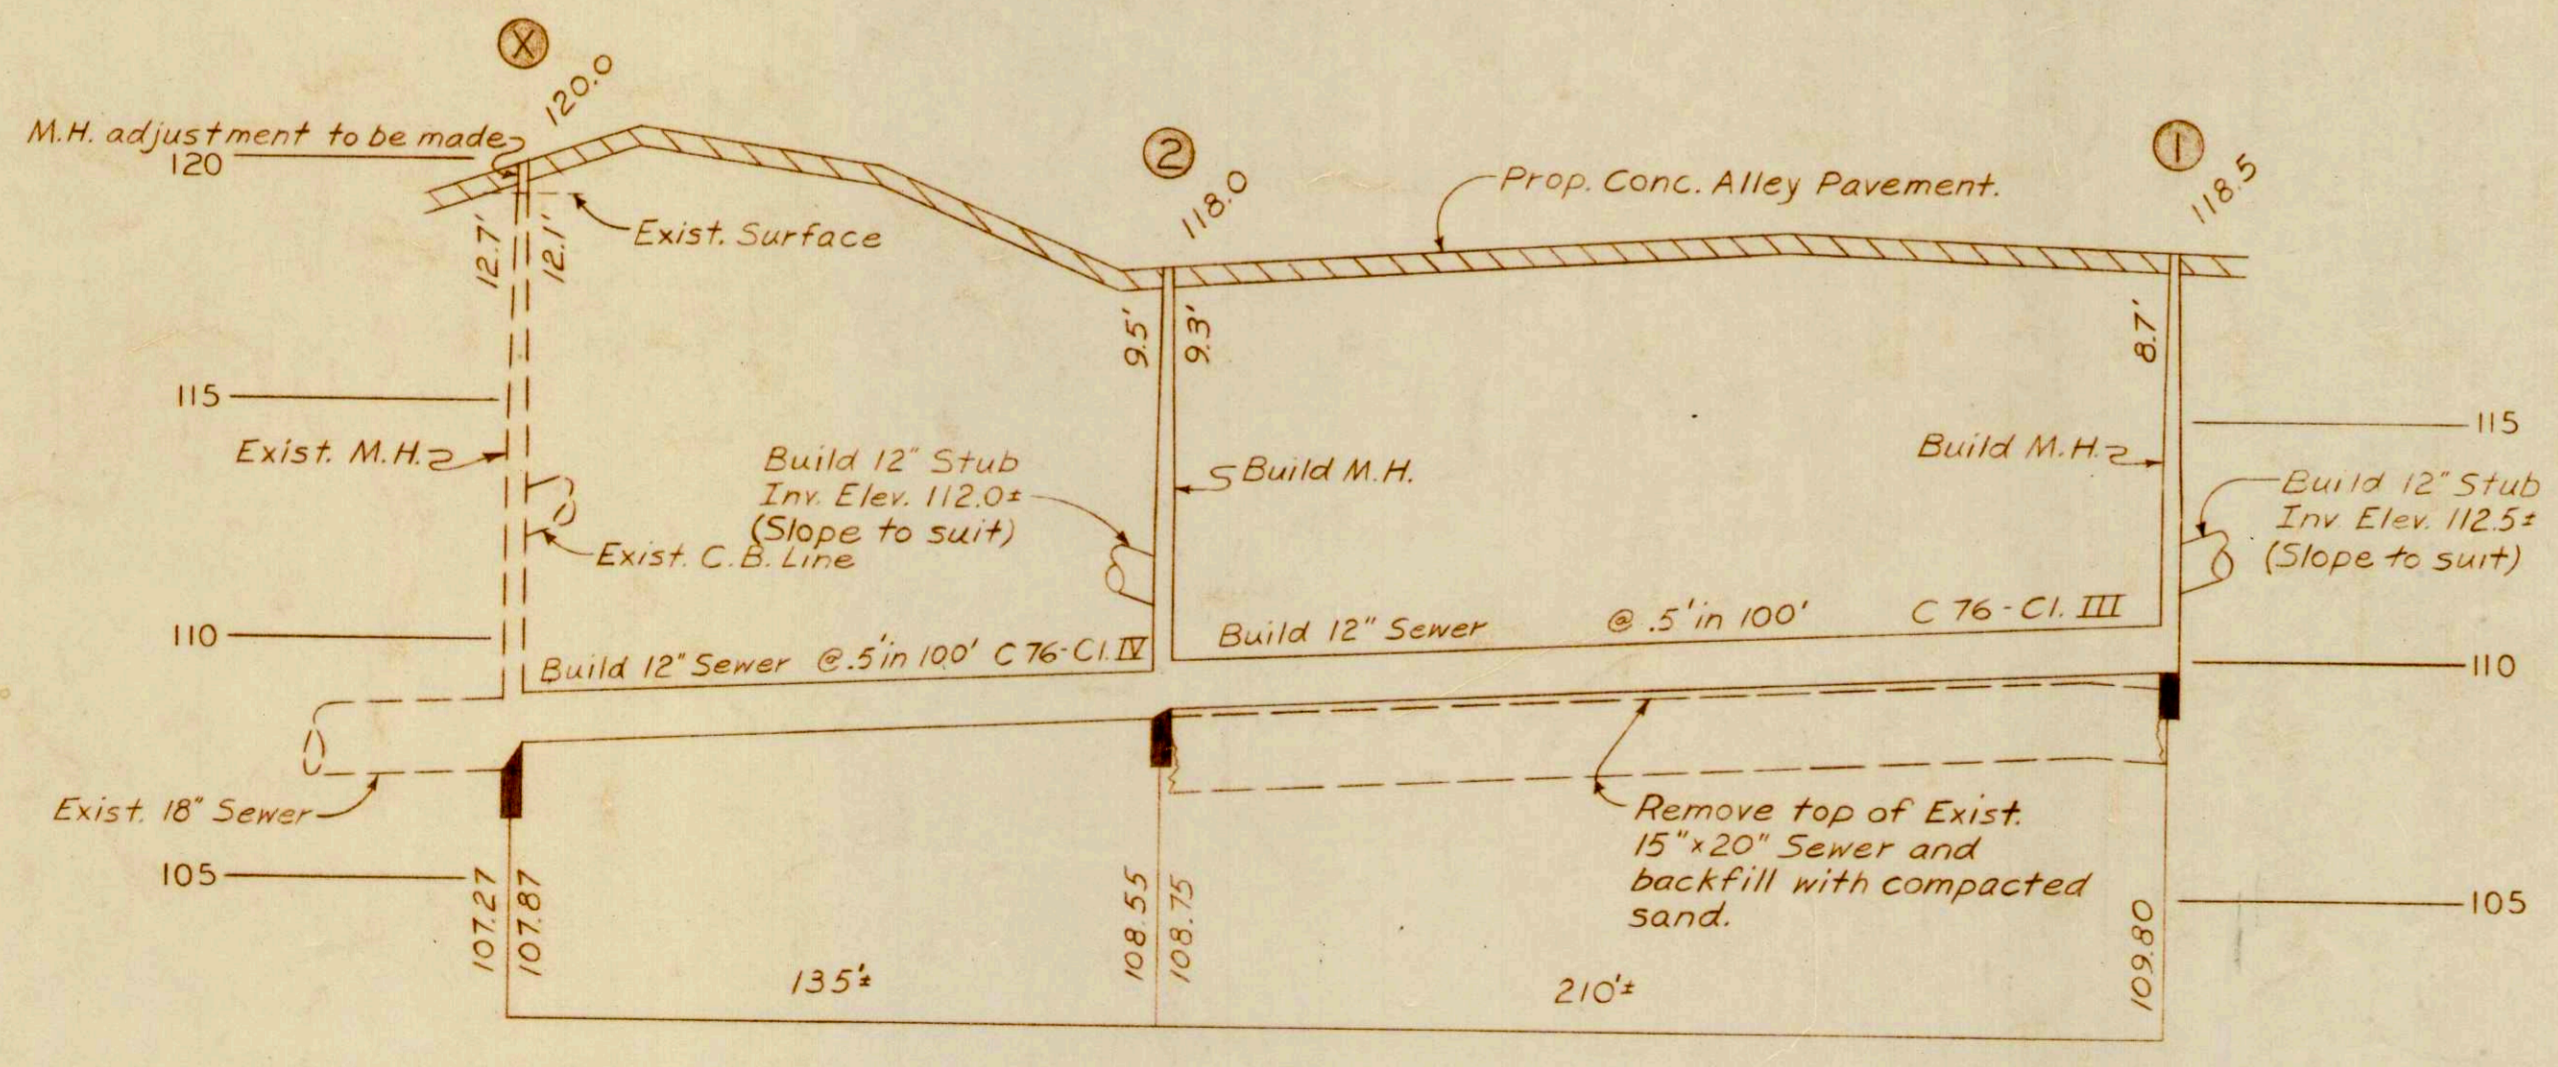 X
120.0
M.H. adjustment to be made
120
2
118.0
1
118.5
Prop. Conc. Alley Pavement.
Exist. Surface
12.7'
12.1'
9.5'
9.3'
8.7'
115
115
Exist. M.H.
Build 12" Stub
Inv. Elev. 112.0±
(Slope to suit)
Build M.H.
Build M.H.
Build 12" Stub
Inv. Elev. 112.5±
(Slope to suit)
Exist. C.B. Line
110
110
Build 12" Sewer @ .5' in 100' C 76-Cl. IV
Build 12" Sewer @ .5' in 100' C 76-Cl. III
Exist. 18" Sewer
Remove top of Exist.
15"x20" Sewer and
backfill with compacted
sand.
105
105
107.27
107.87
108.55
108.75
109.80
135'±
210'±